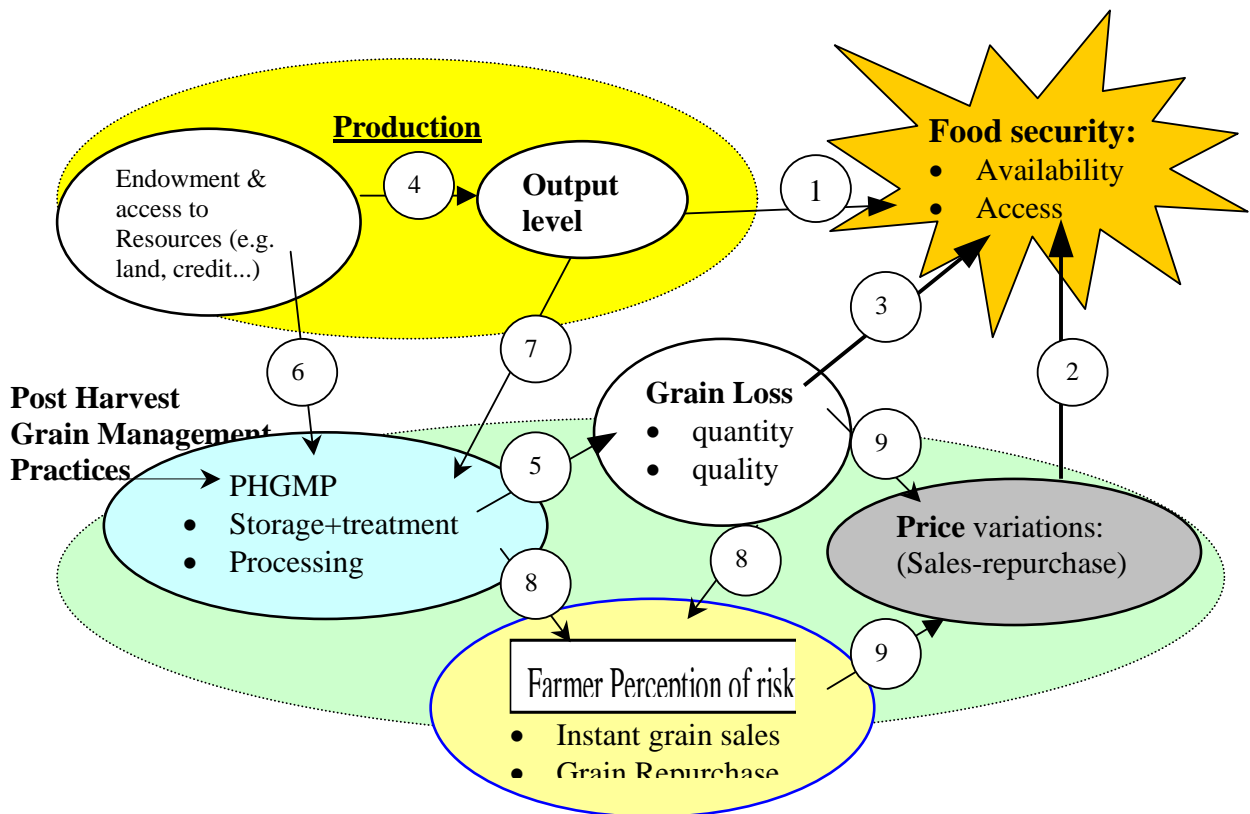 Production
Endowment &
access to
Resources (e.g.
land, credit...)
4
Output
level
1
Food security:
• Availability
• Access
3
2
6
7
Post Harvest
Grain Management
Practices
PHGMP
• Storage+treatment
• Processing
5
Grain Loss
• quantity
• quality
9
Price variations:
(Sales-repurchase)
8
8
Farmer Perception of risk
• Instant grain sales
• Grain Repurchase
9